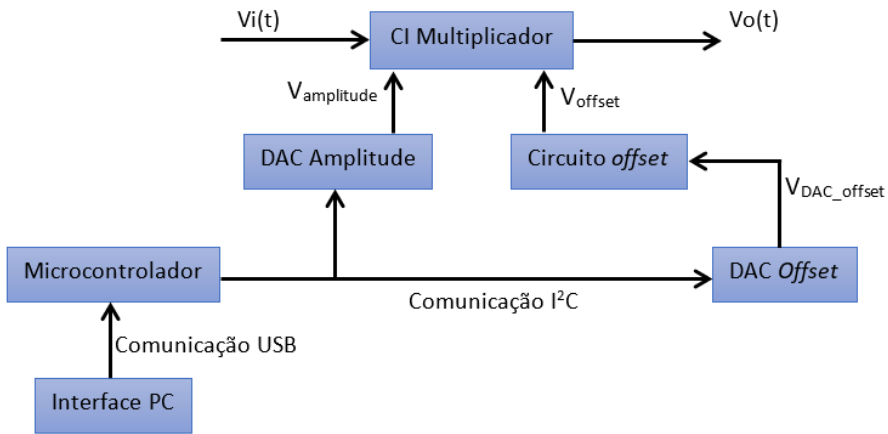 Vi(t)
CI Multiplicador
Vo(t)
Vamplitude
Voffset
DAC Amplitude
Circuito offset
VDAC_offset
Microcontrolador
DAC Offset
Comunicação I²C
Comunicação USB
Interface PC